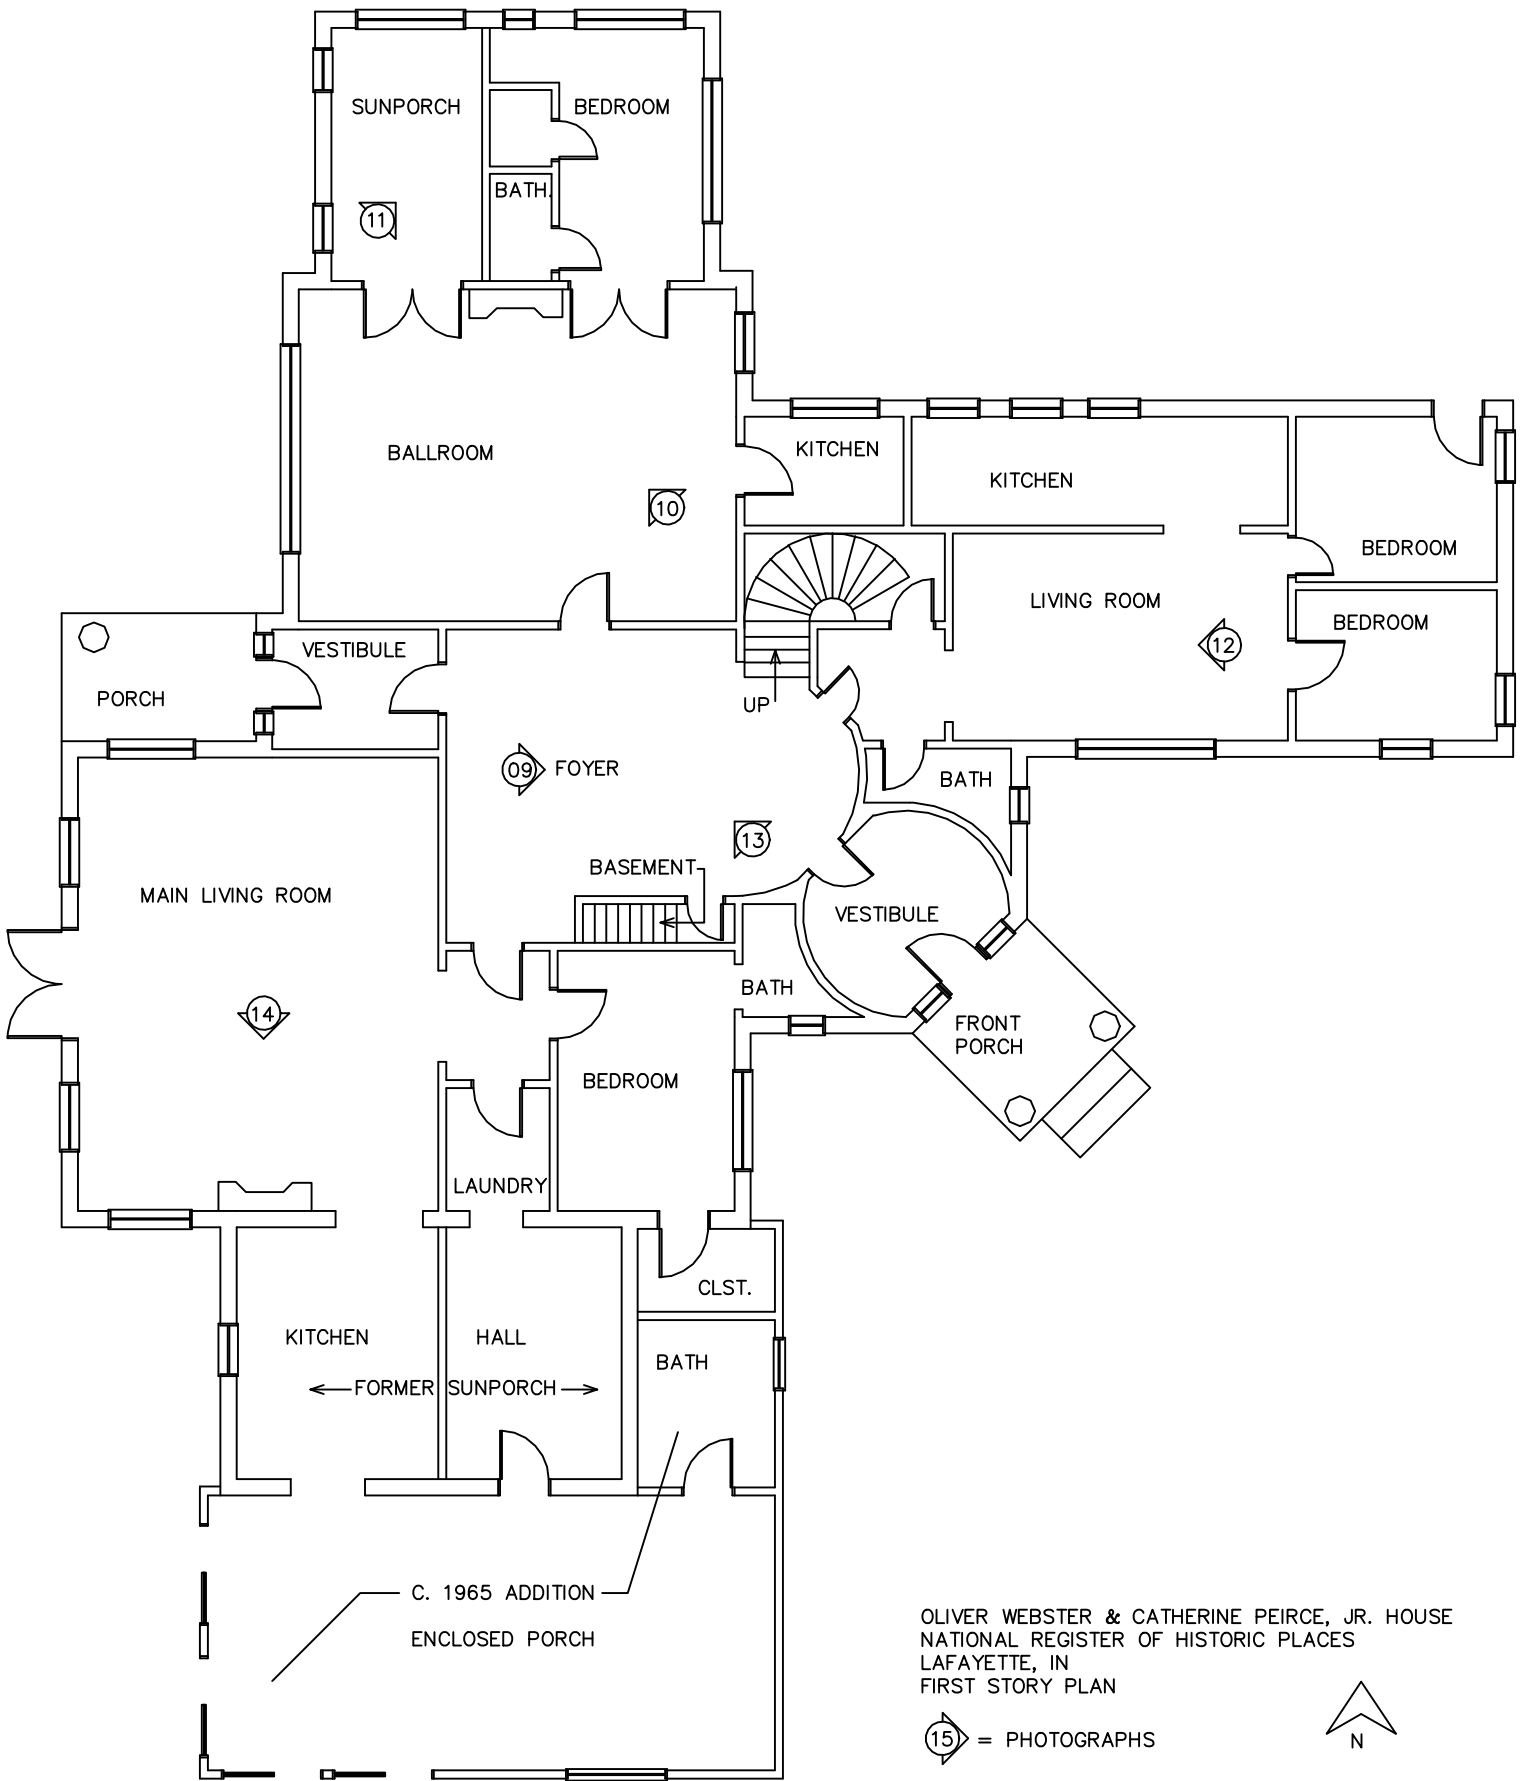 SUNPORCH
BEDROOM
BATH.
11
BALLROOM
KITCHEN
KITCHEN
10
BEDROOM
LIVING ROOM
BEDROOM
12
VESTIBULE
PORCH
UP
09
FOYER
BATH
13
BASEMENT
MAIN LIVING ROOM
VESTIBULE
BATH
14
FRONT
PORCH
BEDROOM
LAUNDRY
CLST.
KITCHEN
HALL
BATH
FORMER SUNPORCH
C. 1965 ADDITION
ENCLOSED PORCH
OLIVER WEBSTER & CATHERINE PEIRCE, JR. HOUSE
NATIONAL REGISTER OF HISTORIC PLACES
LAFAYETTE, IN
FIRST STORY PLAN
15 = PHOTOGRAPHS
N